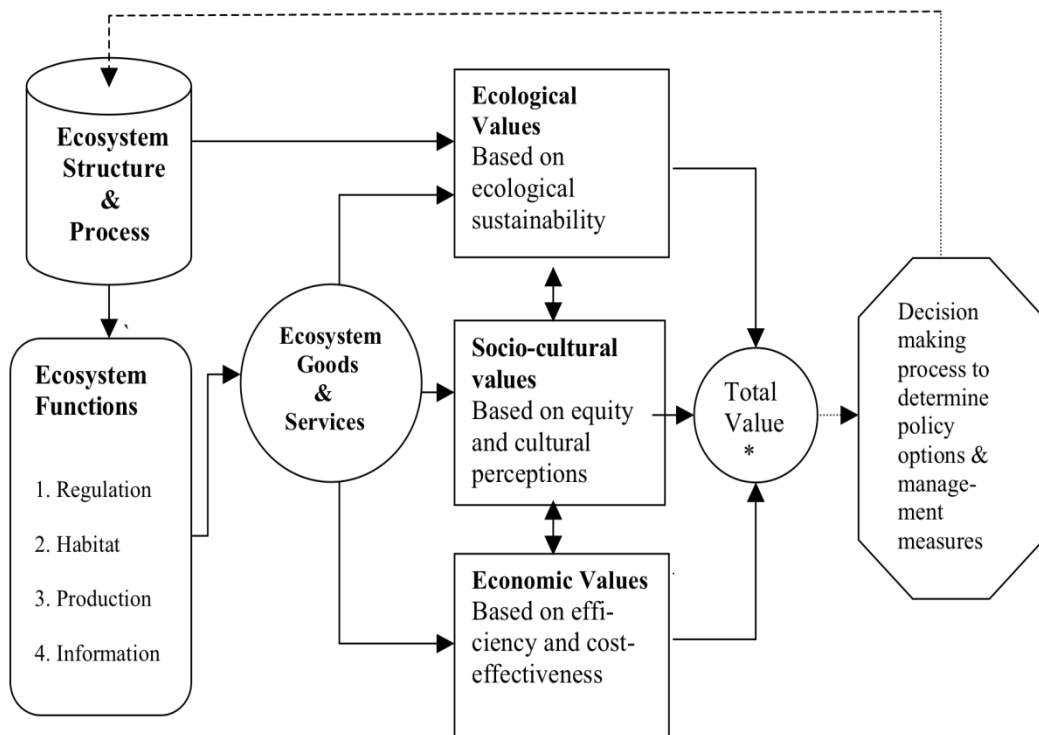 Ecosystem
Structure
&
Process
Ecosystem
Functions
1. Regulation
2. Habitat
3. Production
4. Information
Ecosystem
Goods
&
Services
Ecological
Values
Based on
ecological
sustainability
Socio-cultural
values
Based on equity
and cultural
perceptions
Economic Values
Based on effi-
ciency and cost-
effectiveness
Total
Value
*
Decision
making
process to
determine
policy
options &
manage-
ment
measures